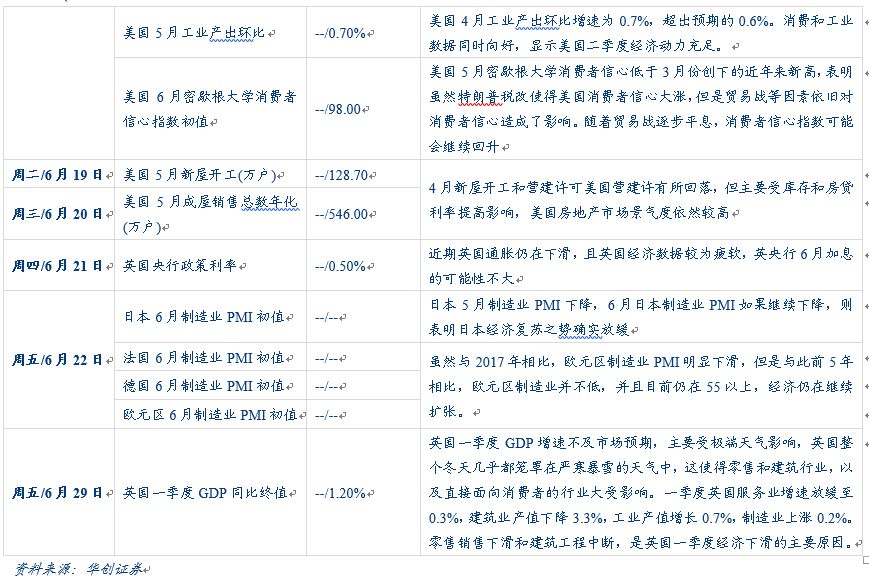 美国 5 月工业产出环比
--/0.70%
美国 4 月工业产出环比增速为 0.7%，超出预期的 0.6%。消费和工业
数据同时向好，显示美国二季度经济动力充足。
美国 6 月密歇根大学消费者
信心指数初值
--/98.00
美国 5 月密歇根大学消费者信心低于 3 月份创下的近年来新高，表明
虽然特朗普税改使得美国消费者信心大涨，但是贸易战等因素依旧对
消费者信心造成了影响。随着贸易战逐步平息，消费者信心指数可能
会继续回升
周二/6 月 19 日
美国 5 月新屋开工(万户)
--/128.70
周三/6 月 20 日
美国 5 月成屋销售总数年化
(万户)
--/546.00
4 月新屋开工和营建许可美国营建许有所回落，但主要受库存和房贷
利率提高影响，美国房地产市场景气度依然较高
周四/6 月 21 日
英国央行政策利率
--/0.50%
近期英国通胀仍在下滑，且英国经济数据较为疲软，英央行 6 月加息
的可能性不大
周五/6 月 22 日
日本 6 月制造业 PMI 初值
--/--
日本 5 月制造业 PMI 下降，6 月日本制造业 PMI 如果继续下降，则
表明日本经济复苏之势确实放缓
法国 6 月制造业 PMI 初值
--/--
德国 6 月制造业 PMI 初值
--/--
欧元区 6 月制造业 PMI 初值
--/--
虽然与 2017 年相比，欧元区制造业 PMI 明显下滑，但是与此前 5 年
相比，欧元区制造业并不低，并且目前仍在 55 以上，经济仍在继续
扩张。
周五/6 月 29 日
英国一季度 GDP 同比终值
--/1.20%
英国一季度 GDP 增速不及市场预期，主要受极端天气影响，英国整
个冬天几乎都笼罩在严寒暴雪的天气中，这使得零售和建筑行业，以
及直接面向消费者的行业大受影响。一季度英国服务业增速放缓至
0.3%，建筑业产值下降 3.3%，工业产值增长 0.7%，制造业上涨 0.2%。
零售销售下滑和建筑工程中断，是英国一季度经济下滑的主要原因。
资料来源：华创证券